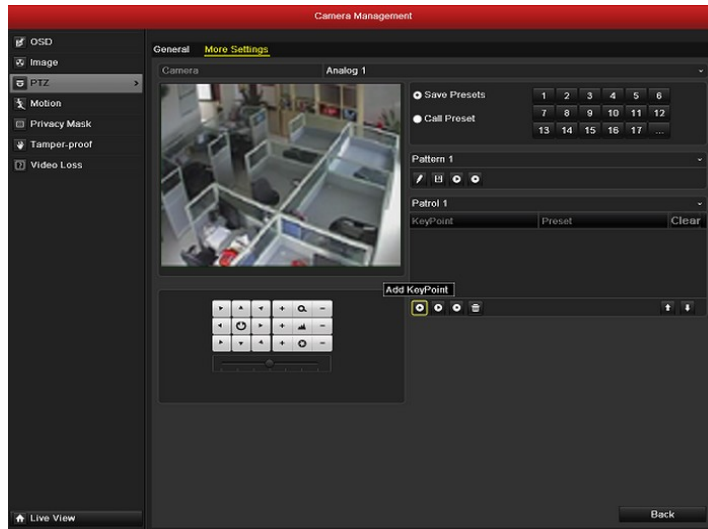 Camera Management
OSD
Image
PTZ
Motion
Privacy Mask
Tamper-proof
Video Loss
Live View
General More Settings
Camera Analog 1
Save Presets
Call Preset
1 2 3 4 5 6
7 8 9 10 11 12
13 14 15 16 17 ...
Pattern 1
Patrol 1
KeyPoint Preset Clear
Add KeyPoint
Back